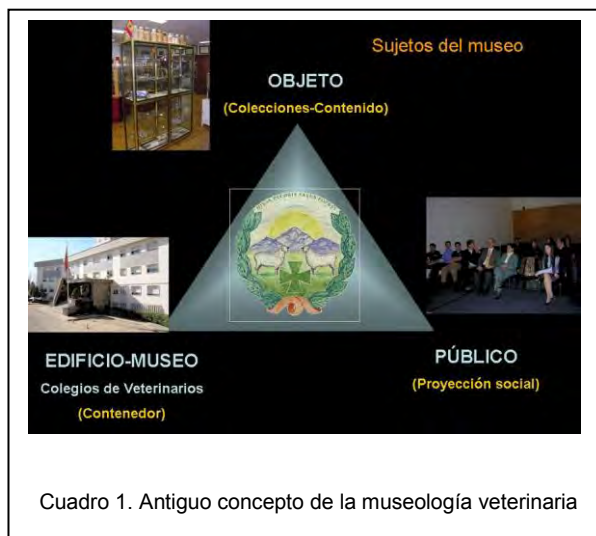 Sujetos del museo
OBJETO
(Colecciones-Contenido)
EDIFICIO-MUSEO
Colegios de Veterinarios
(Contenedor)
PÚBLICO
(Proyección social)
Cuadro 1. Antiguo concepto de la museología veterinaria